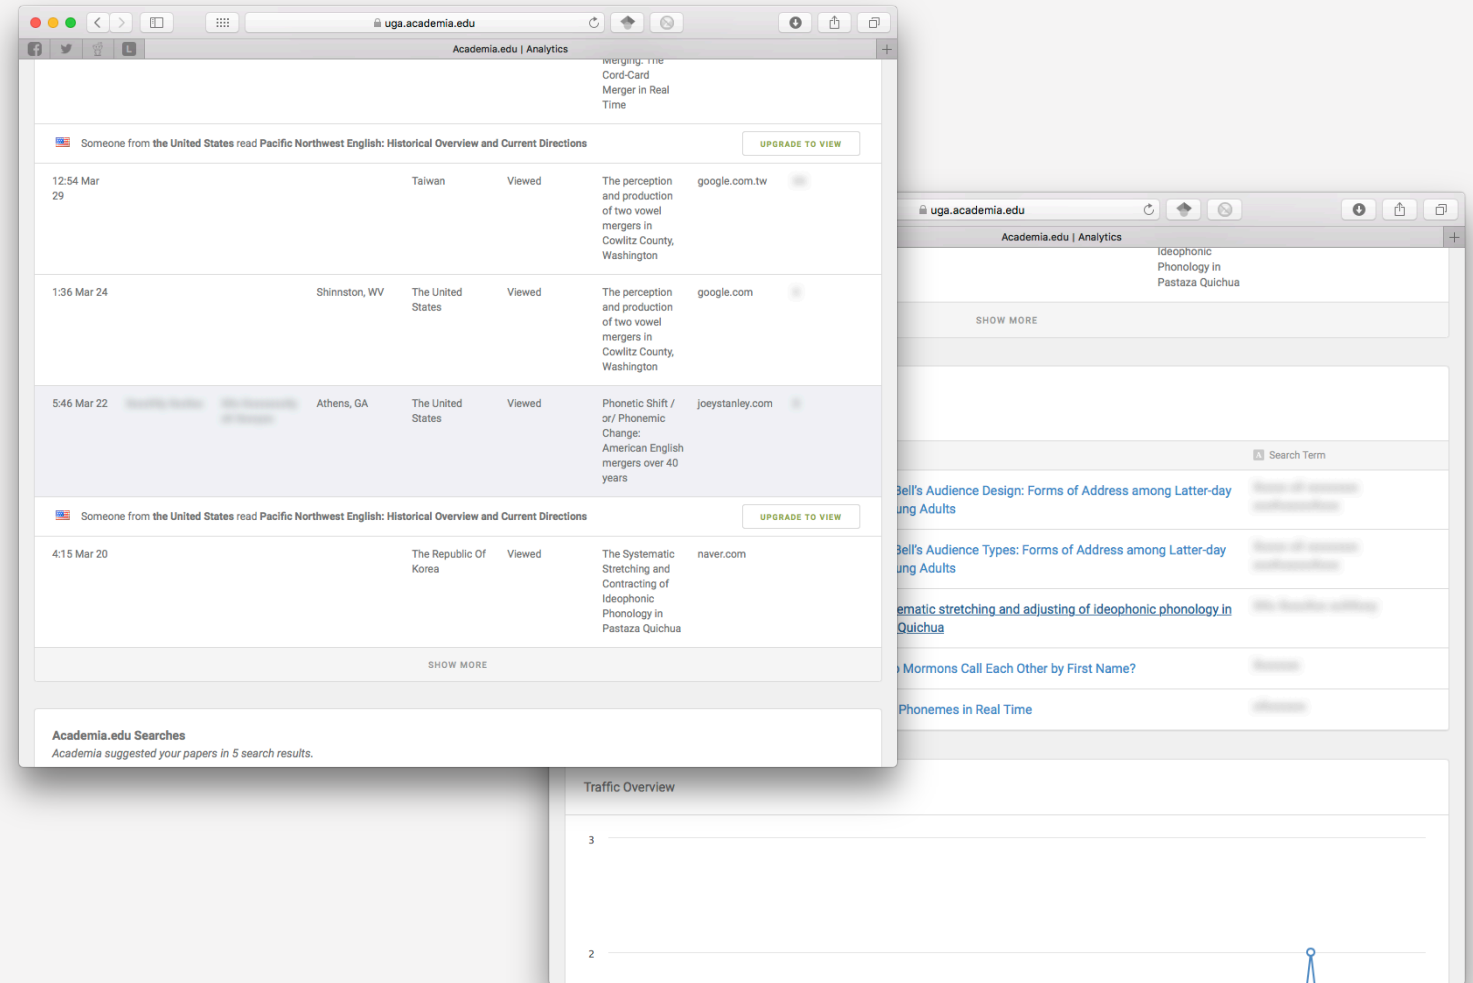 uga.academia.edu
L
Academia.edu | Analytics
Merging: The
Cord-Card
Merger in Real
Time
Someone from the United States read Pacific Northwest English: Historical Overview and Current Directions
UPGRADE TO VIEW
12:54 Mar
29
Taiwan
Viewed
The perception
and production
of two vowel
mergers in
Cowlitz County,
Washington
google.com.tw
1:36 Mar 24
Shinnston, WV
The United
States
Viewed
The perception
and production
of two vowel
mergers in
Cowlitz County,
Washington
google.com
5:46 Mar 22
Athens, GA
The United
States
Viewed
Phonetic Shift /
or/ Phonemic
Change:
American English
mergers over 40
years
joeystanley.com
Someone from the United States read Pacific Northwest English: Historical Overview and Current Directions
UPGRADE TO VIEW
4:15 Mar 20
The Republic Of
Korea
Viewed
The Systematic
Stretching and
Contracting of
Ideophonic
Phonology in
Pastaza Quichua
naver.com
SHOW MORE
Academia.edu Searches
Academia suggested your papers in 5 search results.
uga.academia.edu
Academia.edu | Analytics
Ideophonic
Phonology in
Pastaza Quichua
SHOW MORE
Search Term
Bell's Audience Design: Forms of Address among Latter-day
ung Adults
Bell's Audience Types: Forms of Address among Latter-day
ung Adults
ematic stretching and adjusting of ideophonic phonology in
Quichua
Mormons Call Each Other by First Name?
Phonemes in Real Time
Traffic Overview
3
2